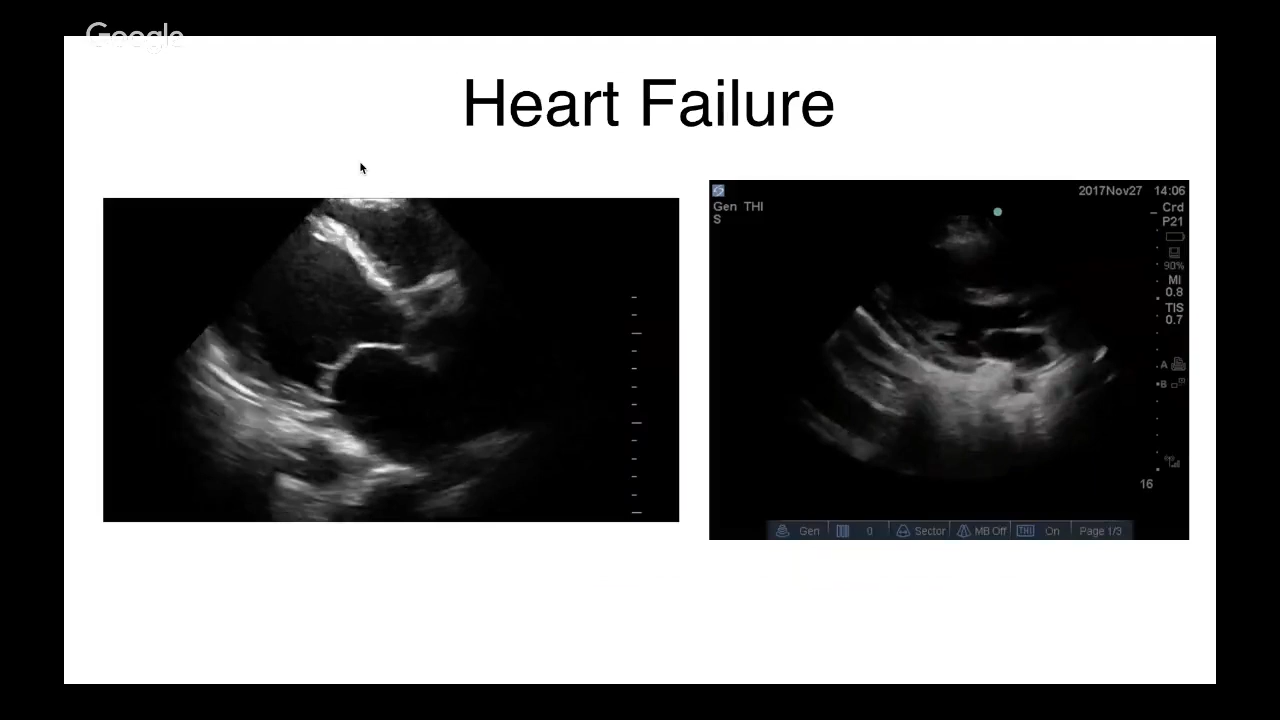 Google
Heart Failure
2017Nov27 14:06
Gen THI
S
Crd
P21
90%
MI
0.8
TIS
0.7
A
B
16
Gen 0 Sector MB Off THI On Page 1/3